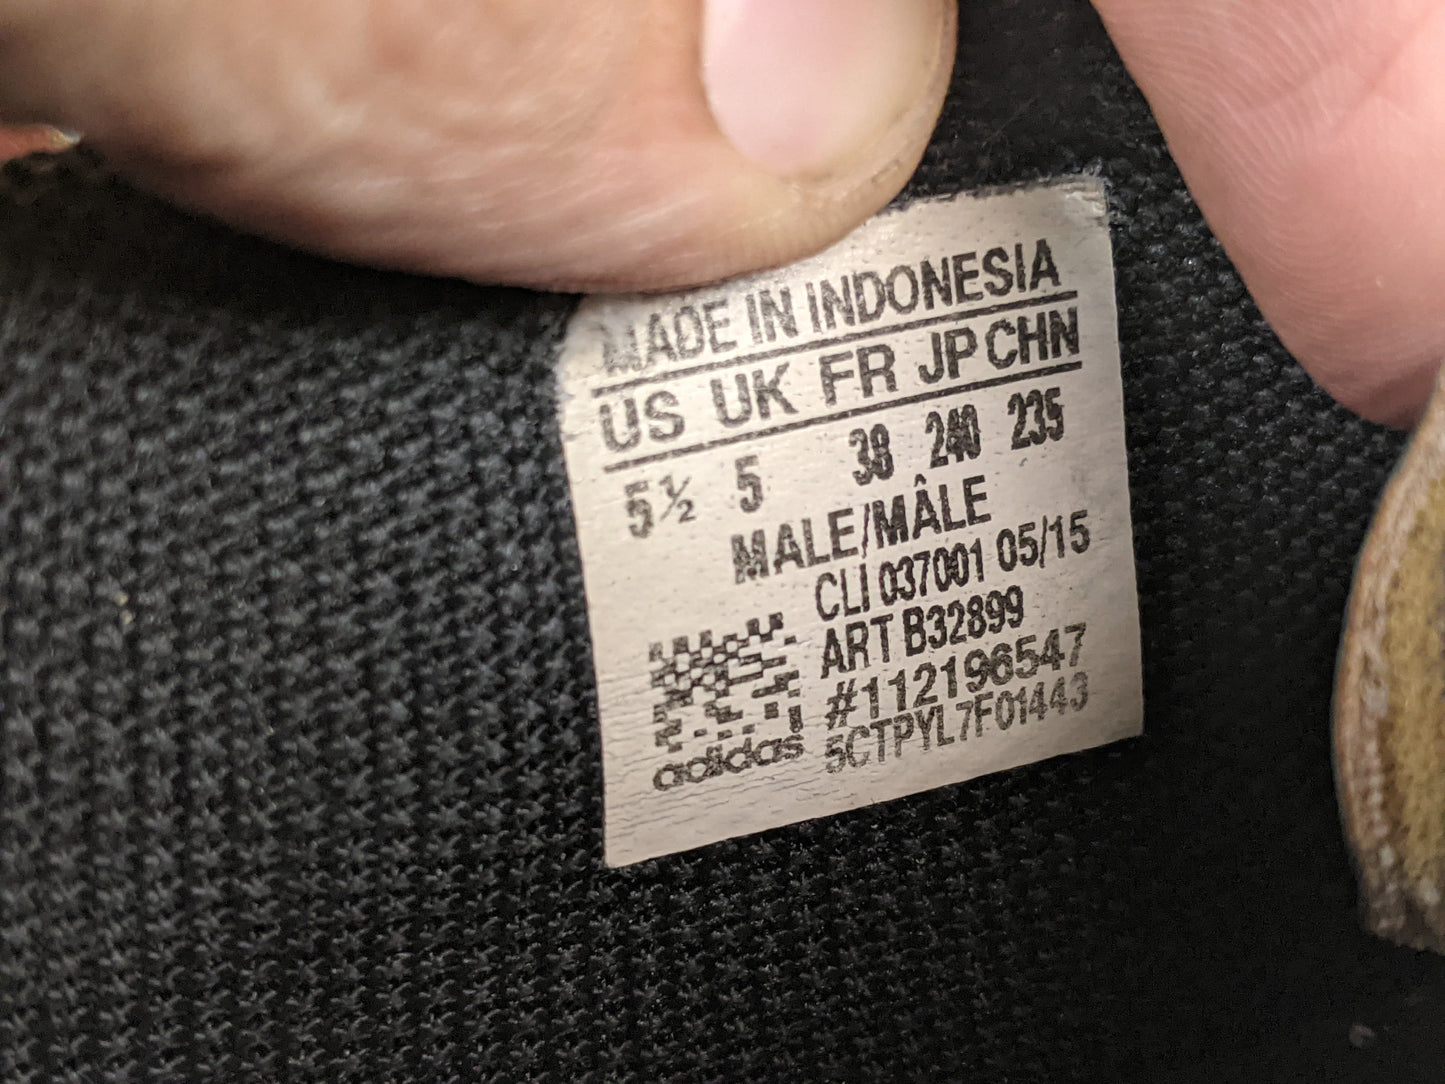 MADE IN INDONESIA
US UK FR JP CHN
5½ 5 38 240 235
MALE/MÂLE
CLI 037001 05/15
ART B32899
#112196547
5CTPYL7F01443
adidas